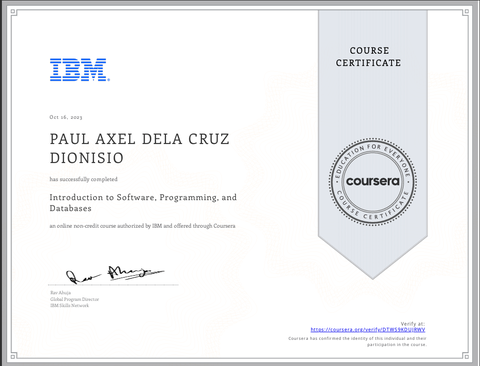 IBM
COURSE
CERTIFICATE
Oct 16, 2023
PAUL AXEL DELA CRUZ
DIONISIO
has successfully completed
Introduction to Software, Programming, and
Databases
an online non-credit course authorized by IBM and offered through Coursera
EDUCATION FOR EVERYONE
coursera
COURSE CERTIFICATE
Rav Ahuja
Global Program Director
IBM Skills Network
Verify at:
https://coursera.org/verify/
Coursera has confirmed the identity of this individual and their
participation in the course